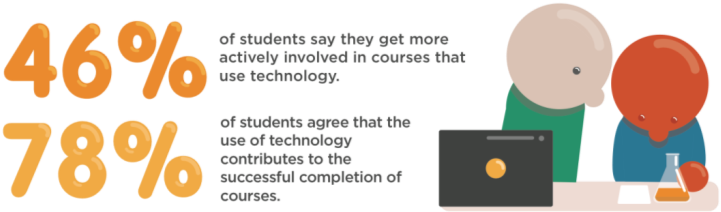 46%
of students say they get more
actively involved in courses that
use technology.
78%
of students agree that the
use of technology
contributes to the
successful completion of
courses.